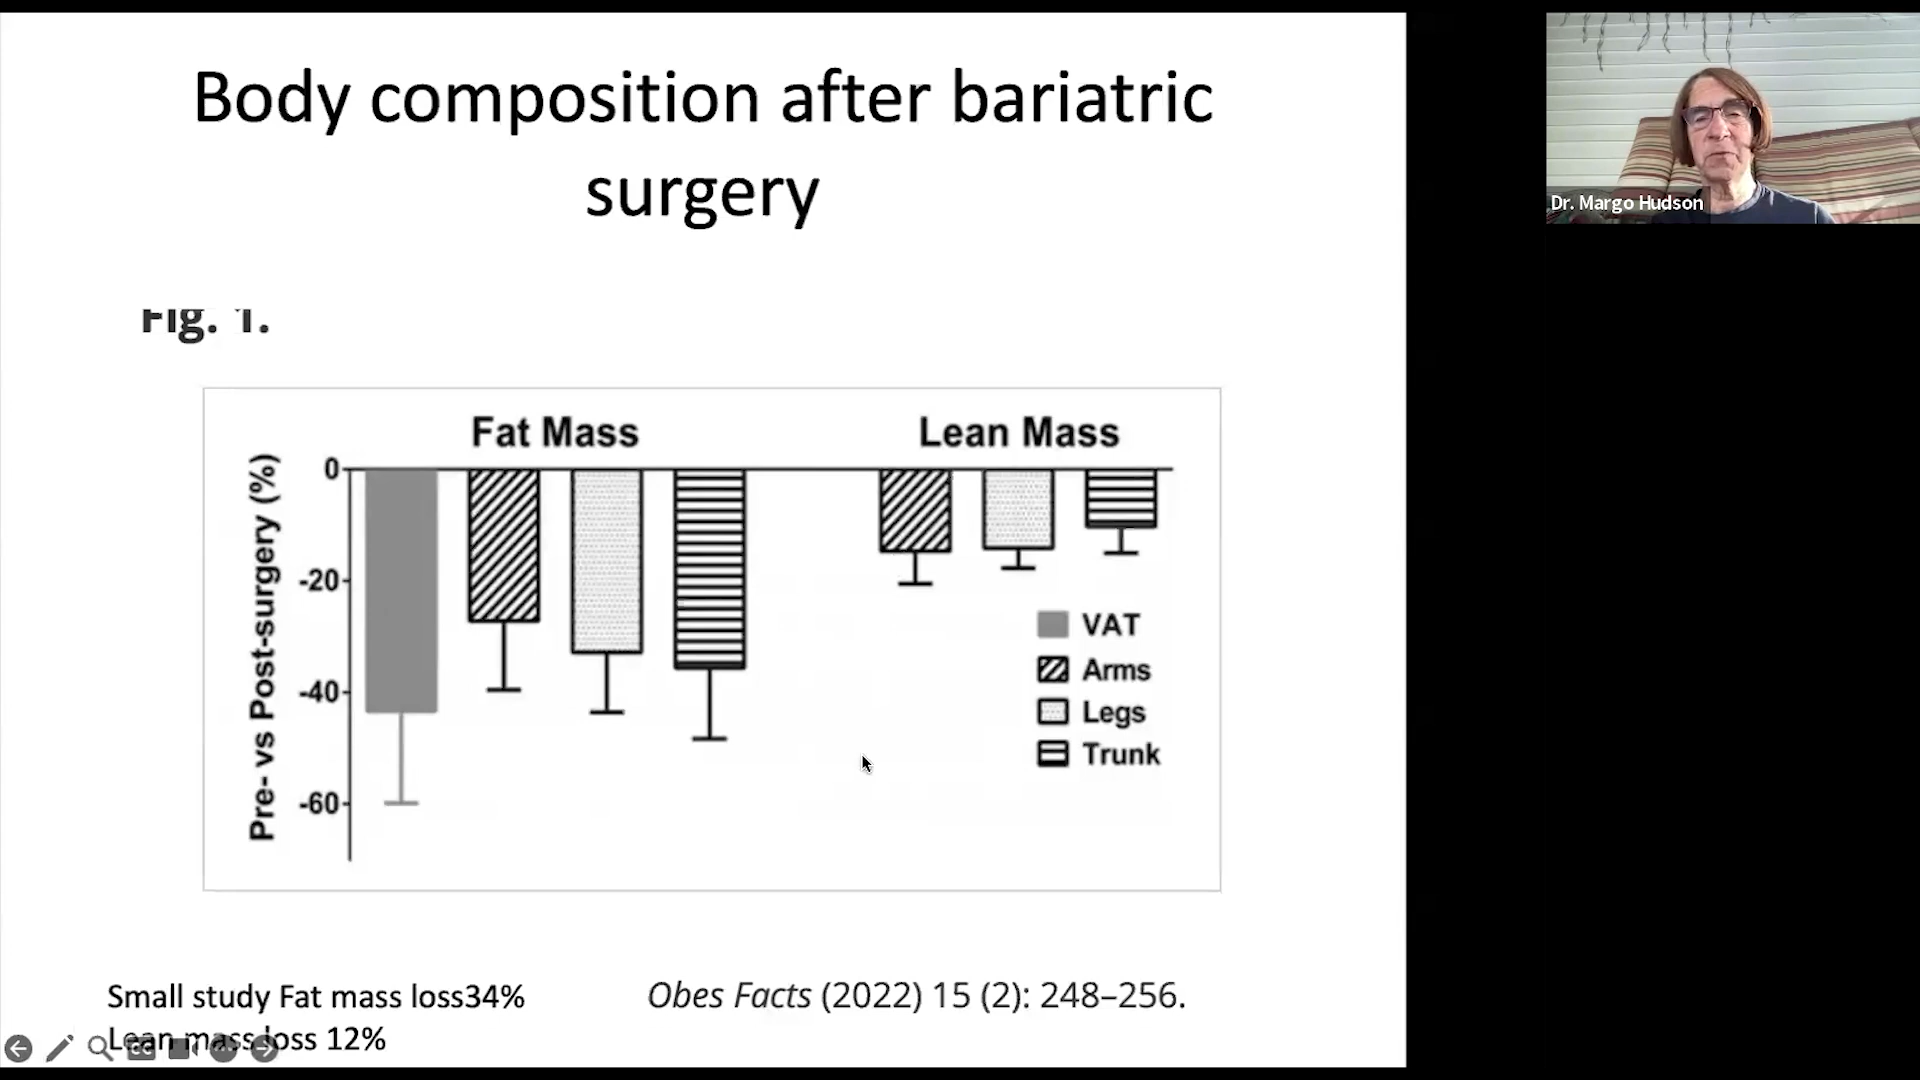 Body composition after bariatric
surgery
Dr. Margo Hudson
Fig. 1.
Fat Mass
Lean Mass
Pre- vs Post-surgery (%)
0
-20
-40
-60
VAT
Arms
Legs
Trunk
Small study Fat mass loss34%
Lean mass loss 12%
Obes Facts (2022) 15 (2): 248–256.
CC